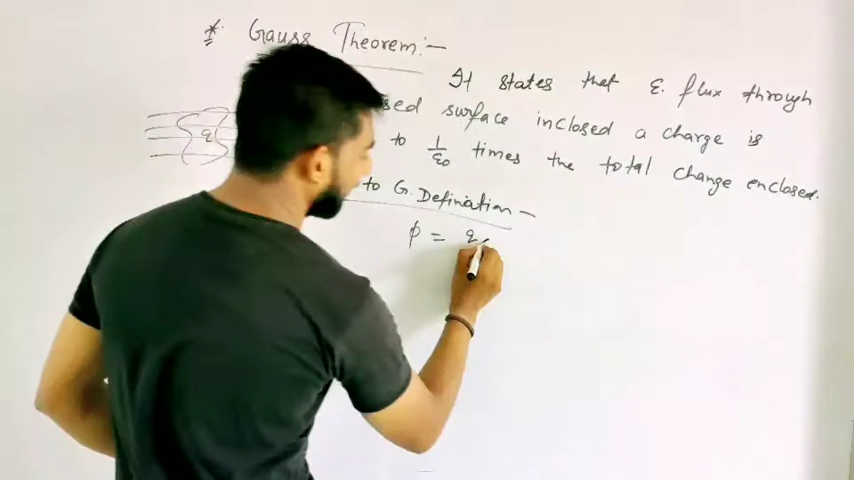 * Gauss Theorem:-
It states that E. flux through
sed surface inclosed a charge is
to 1/ε0 times the total change enclosed.
to G. Defination -
q
φ = q